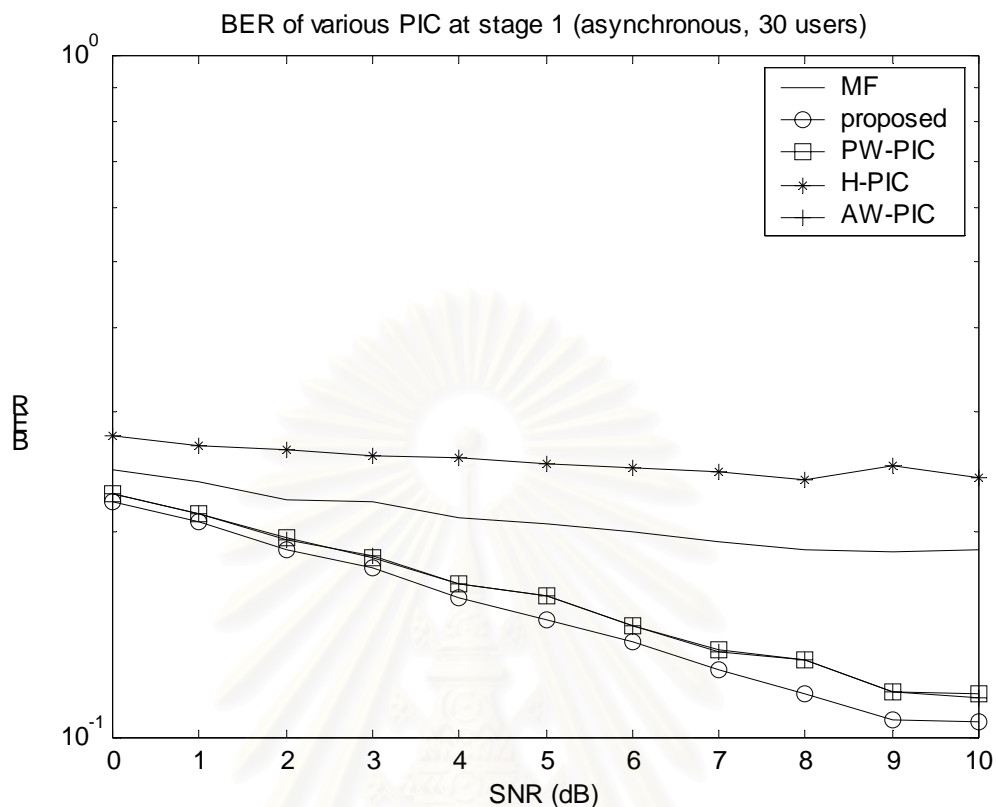 BER of various PIC at stage 1 (asynchronous, 30 users)
10^0
MF
proposed
PW-PIC
H-PIC
AW-PIC
BER
10^-1
0 1 2 3 4 5 6 7 8 9 10
SNR (dB)